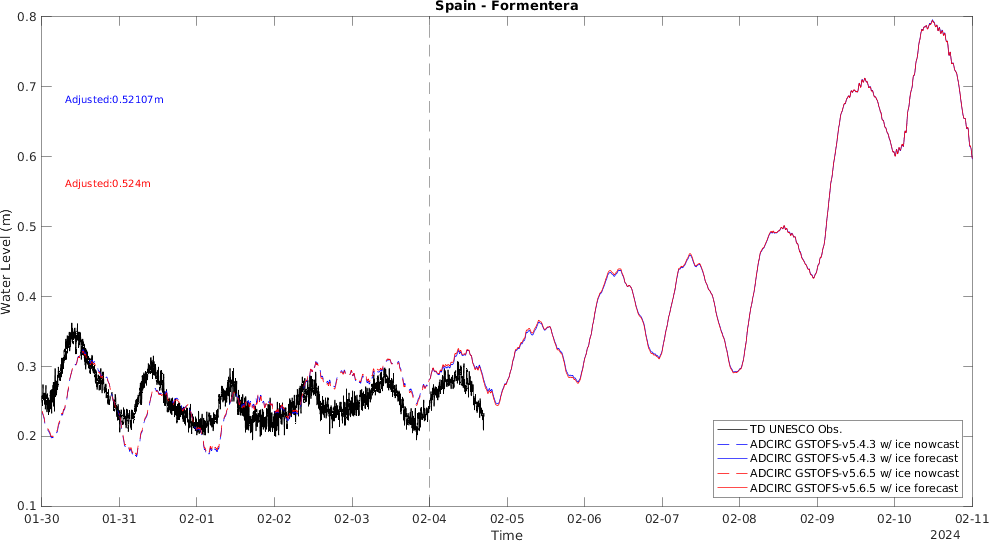 Spain - Formentera
0.8
0.7
0.6
0.5
0.4
0.3
0.2
0.1
Water Level (m)
Adjusted:0.52107m
Adjusted:0.524m
TD UNESCO Obs.
ADCIRC GSTOFS-v5.4.3 w/ ice nowcast
ADCIRC GSTOFS-v5.4.3 w/ ice forecast
ADCIRC GSTOFS-v5.6.5 w/ ice nowcast
ADCIRC GSTOFS-v5.6.5 w/ ice forecast
01-30 01-31 02-01 02-02 02-03 02-04 02-05 02-06 02-07 02-08 02-09 02-10 02-11
Time
2024